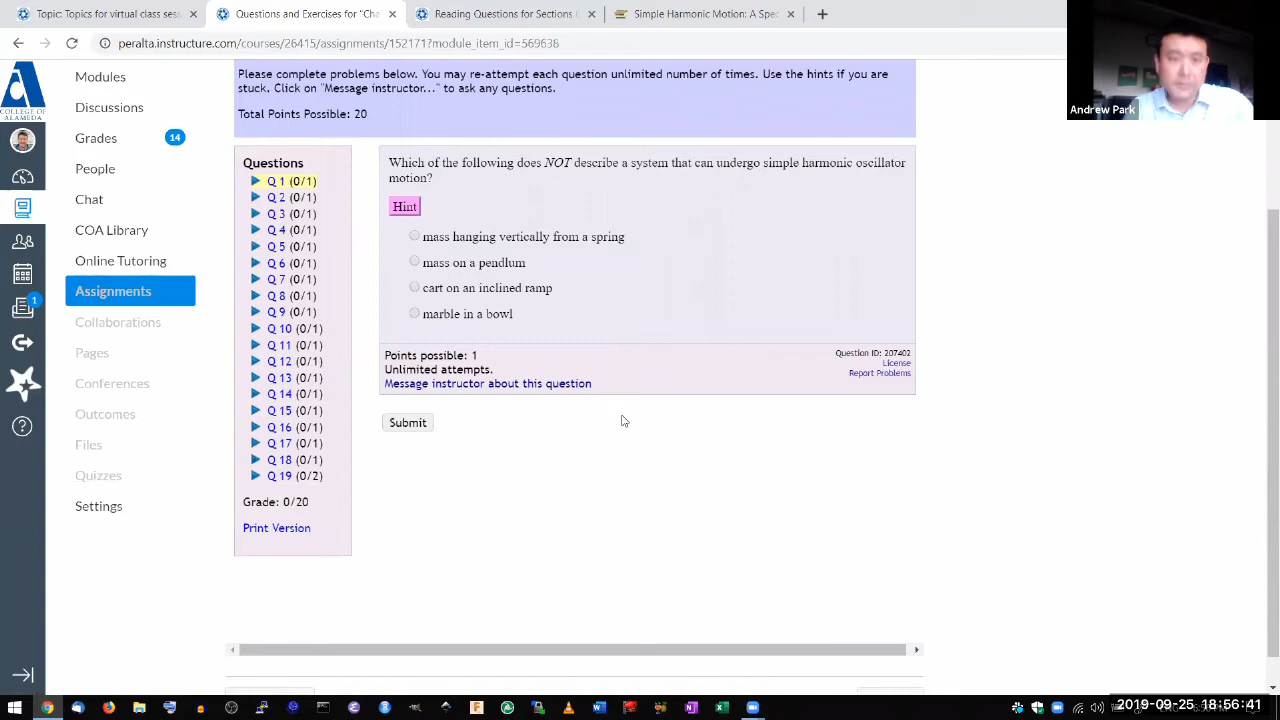 Topic: Topics for virtual class sessi
Questions and Exercises for "Cha
Reading Questions for Sections (
Simple Harmonic Motion: A Spec
peralta.instructure.com/courses/26415/assignments/152171?module_item_id=569638
Andrew Park
COLLEGE OF
ALAMEDA
Modules
Discussions
Grades 14
People
Chat
COA Library
Online Tutoring
Assignments
1
Collaborations
Pages
Conferences
Outcomes
Files
Quizzes
Settings
Please complete problems below. You may re-attempt each question unlimited number of times. Use the hints if you are
stuck. Click on "Message instructor..." to ask any questions.
Total Points Possible: 20
Questions
Q 1 (0/1)
Q 2 (0/1)
Q 3 (0/1)
Q 4 (0/1)
Q 5 (0/1)
Q 6 (0/1)
Q 7 (0/1)
Q 8 (0/1)
Q 9 (0/1)
Q 10 (0/1)
Q 11 (0/1)
Q 12 (0/1)
Q 13 (0/1)
Q 14 (0/1)
Q 15 (0/1)
Q 16 (0/1)
Q 17 (0/1)
Q 18 (0/1)
Q 19 (0/2)
Grade: 0/20
Print Version
Which of the following does NOT describe a system that can undergo simple harmonic oscillator
motion?
Hint
mass hanging vertically from a spring
mass on a pendlum
cart on an inclined ramp
marble in a bowl
Points possible: 1
Unlimited attempts.
Message instructor about this question
Question ID: 207402
License
Report Problems
Submit
2019-09-25 18:56:41